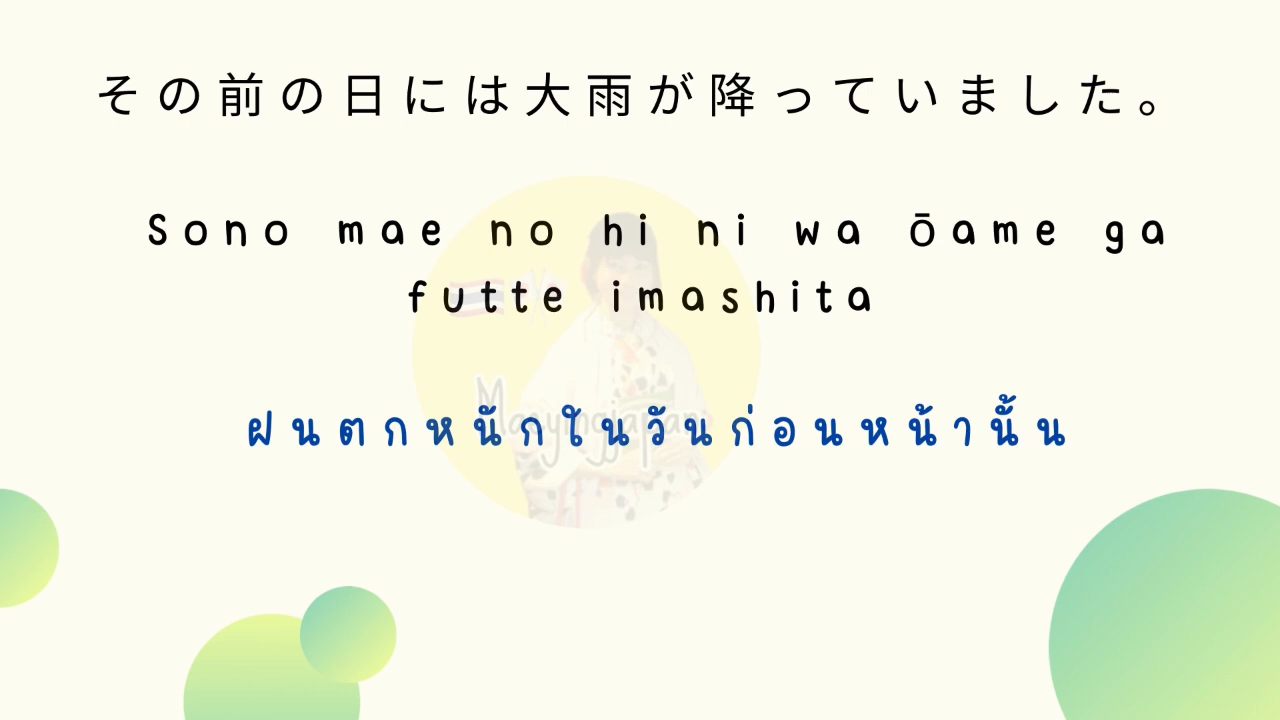 その前の日には大雨が降っていました。
Sono mae no hi ni wa ōame ga
futte imashita
ฝนตกหนักในวันก่อนหน้านั้น
Maeyingjapan